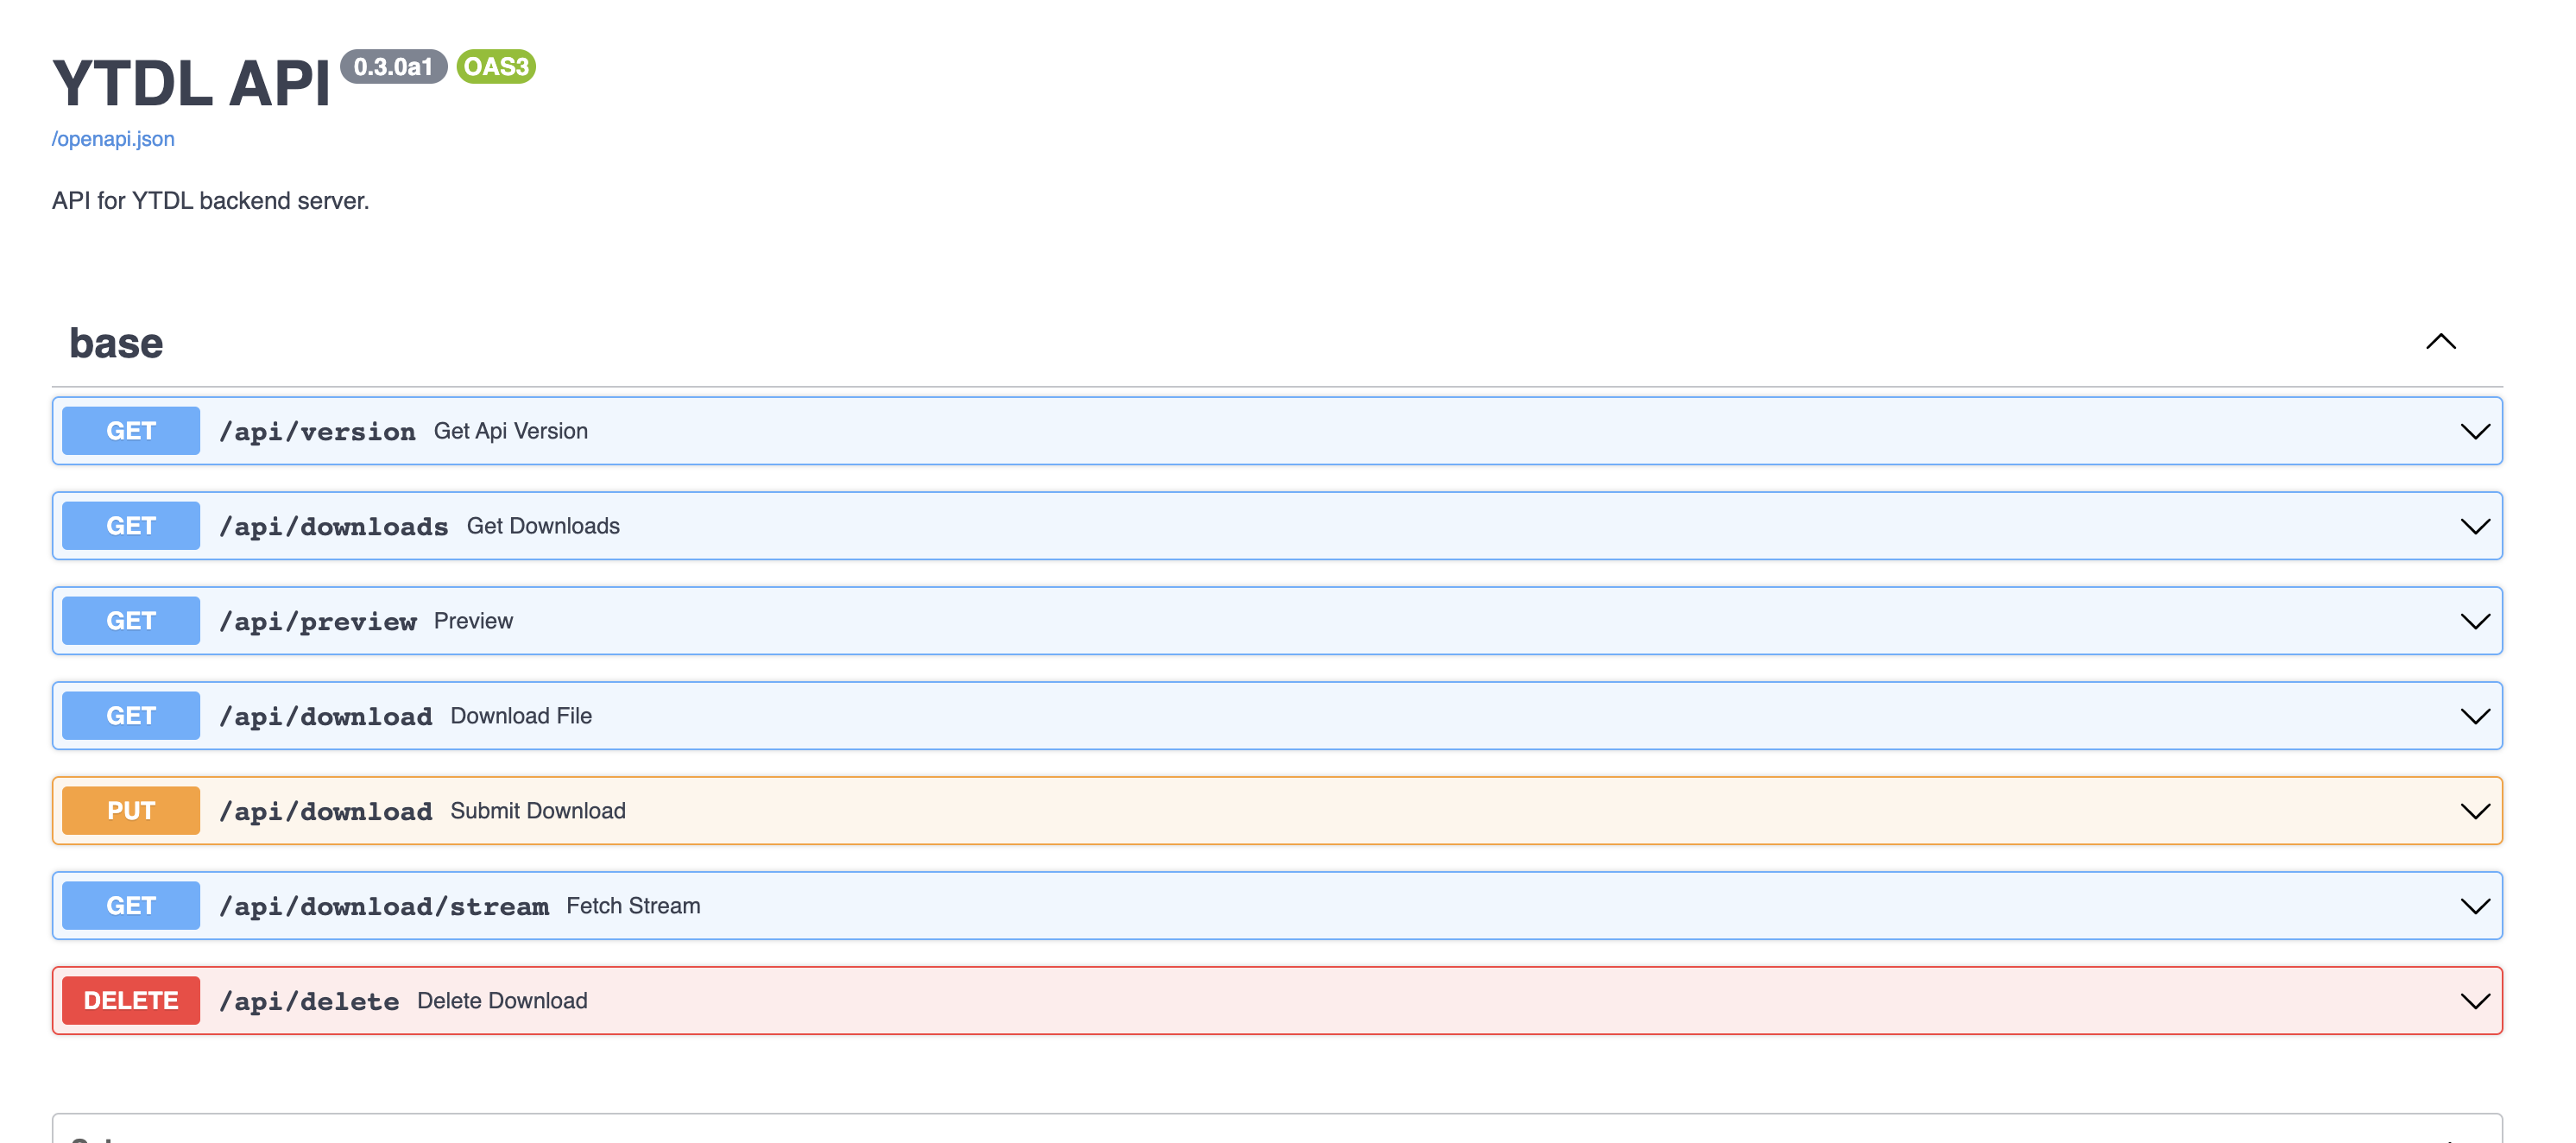 YTDL API 0.3.0a1 OAS3
/openapi.json
API for YTDL backend server.
base
GET /api/version Get Api Version
GET /api/downloads Get Downloads
GET /api/preview Preview
GET /api/download Download File
PUT /api/download Submit Download
GET /api/download/stream Fetch Stream
DELETE /api/delete Delete Download